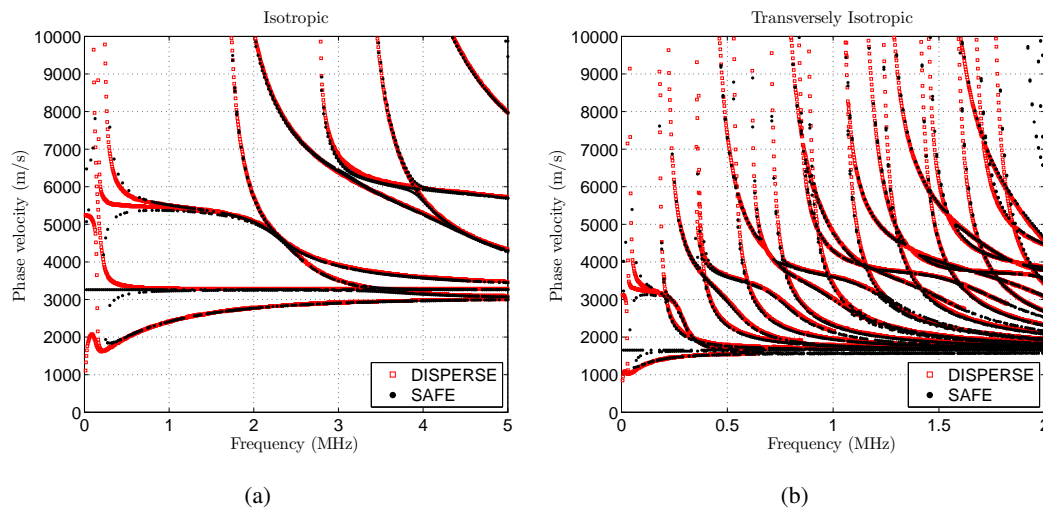 Isotropic
10000
9000
8000
7000
6000
5000
4000
3000
2000
1000
0
Phase velocity (m/s)
0
1
2
3
4
5
Frequency (MHz)
DISPERSE
SAFE
(a)
Transversely Isotropic
10000
9000
8000
7000
6000
5000
4000
3000
2000
1000
0
Phase velocity (m/s)
0
0.5
1
1.5
2
Frequency (MHz)
DISPERSE
SAFE
(b)